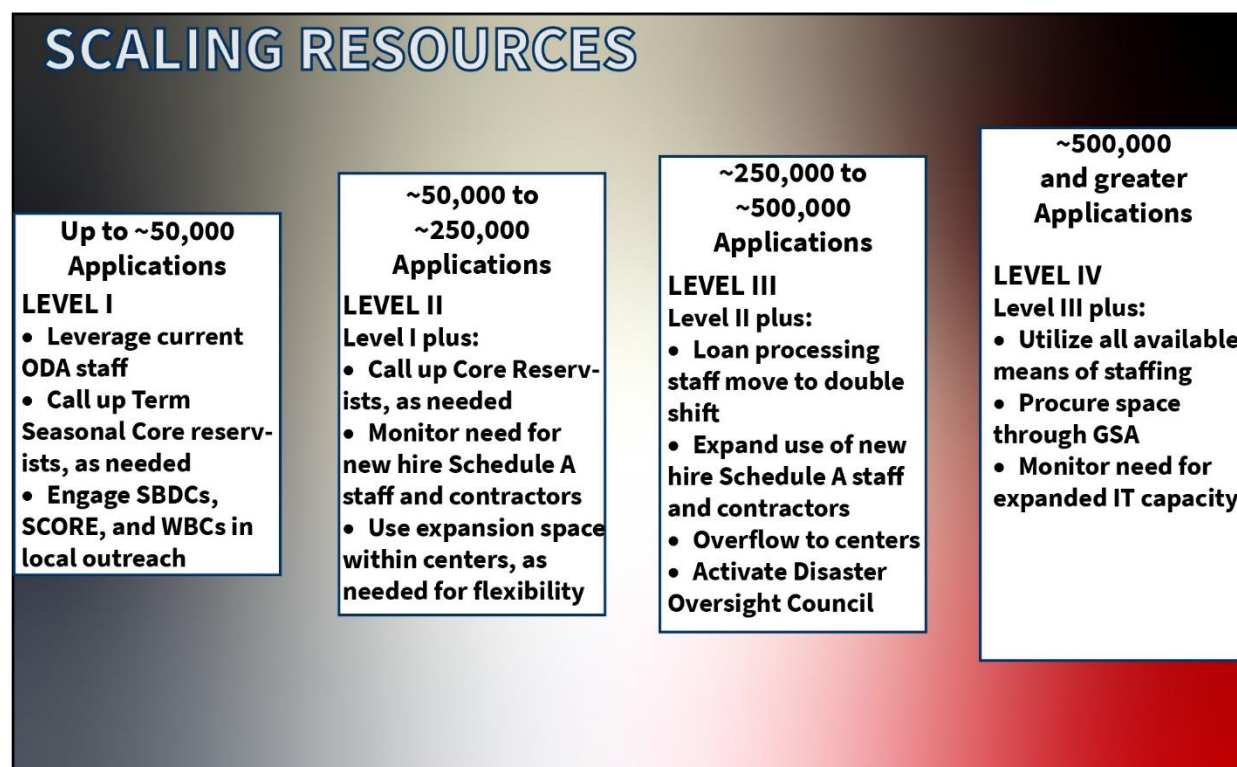 SCALING RESOURCES
Up to ~50,000
Applications
LEVEL I
• Leverage current
ODA staff
• Call up Term
Seasonal Core reserv-
ists, as needed
• Engage SBDCs,
SCORE, and WBCs in
local outreach
~50,000 to
~250,000
Applications
LEVEL II
Level I plus:
• Call up Core Reserv-
ists, as needed
• Monitor need for
new hire Schedule A
staff and contractors
• Use expansion space
within centers, as
needed for flexibility
~250,000 to
~500,000
Applications
LEVEL III
Level II plus:
• Loan processing
staff move to double
shift
• Expand use of new
hire Schedule A staff
and contractors
• Overflow to centers
• Activate Disaster
Oversight Council
~500,000
and greater
Applications
LEVEL IV
Level III plus:
• Utilize all available
means of staffing
• Procure space
through GSA
• Monitor need for
expanded IT capacity